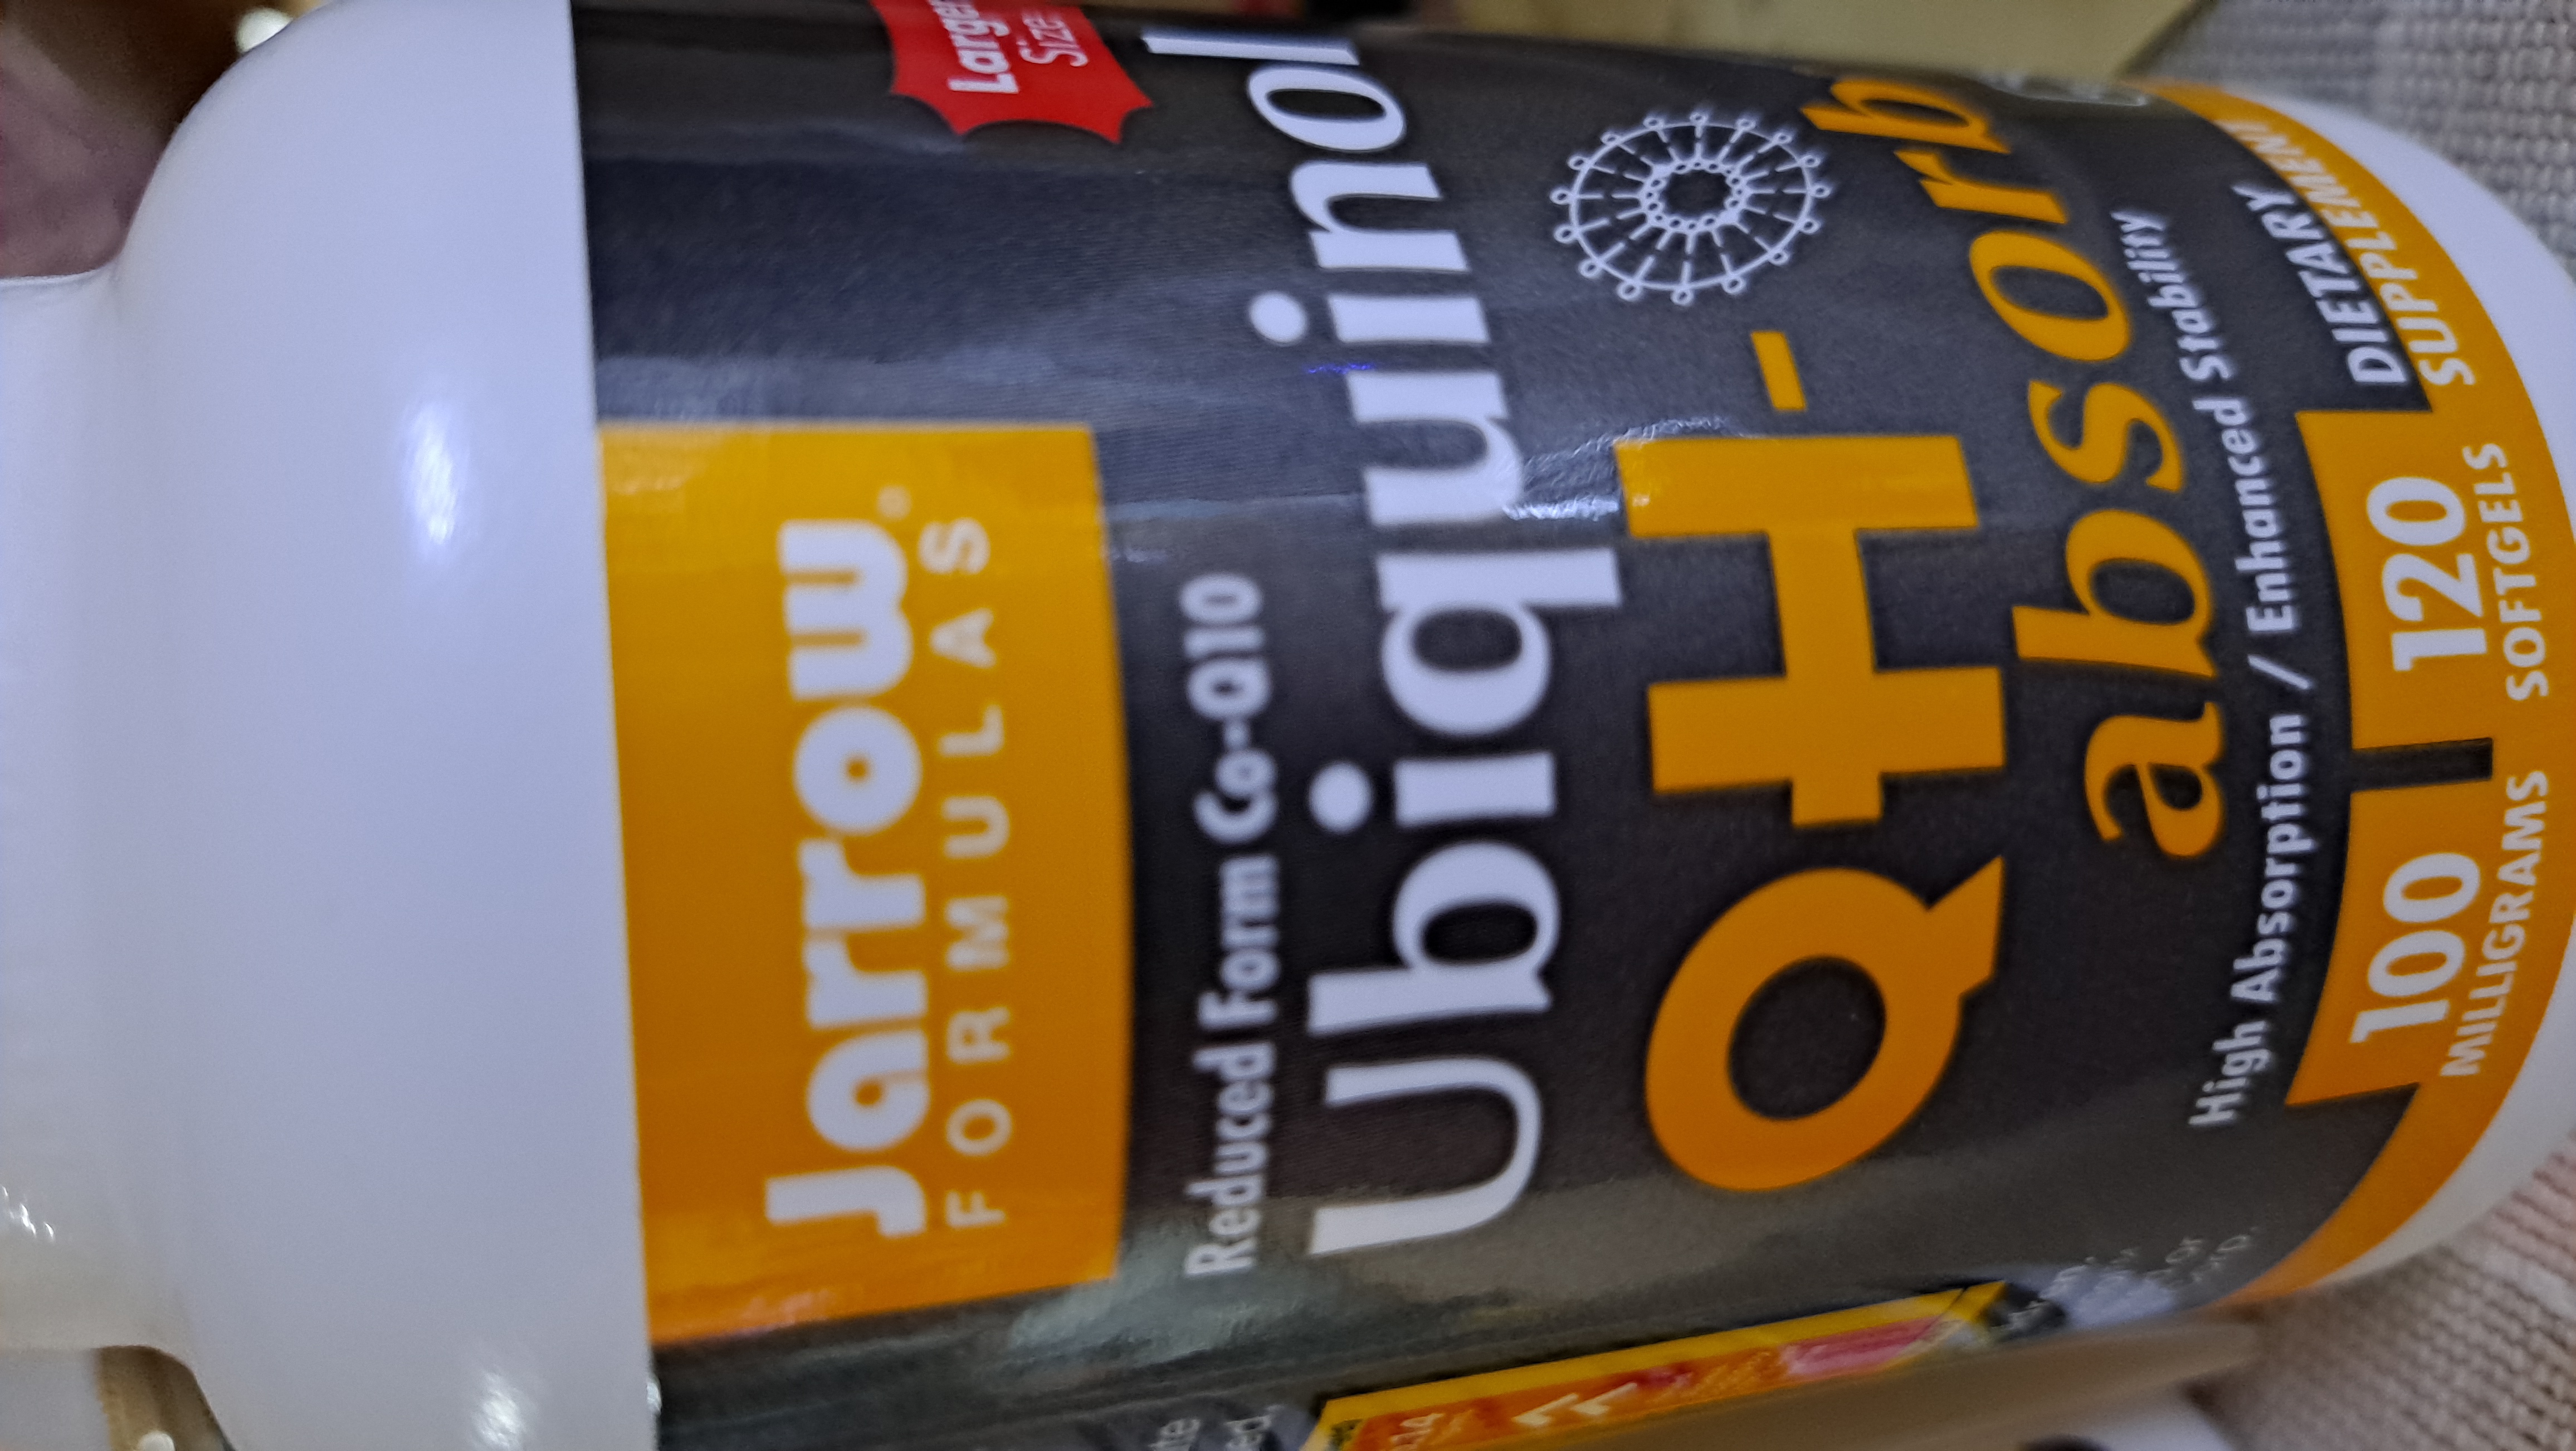 Larger
Size
Jarrow®
FORMULAS
Reduced Form Co-Q10
Ubiquinol
QH-
absorb
High Absorption / Enhanced Stability
100
MILLIGRAMS
120
SOFTGELS
DIETARY
SUPPLEMENT